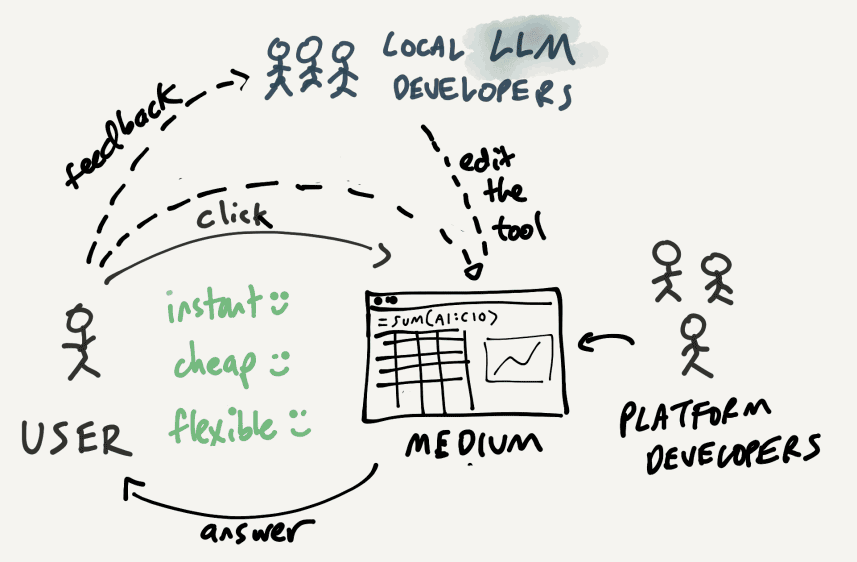 LOCAL LLM
DEVELOPERS
feedback
edit
the
tool
click
instant
cheap
flexible
=SUM(A1:C10)
USER
MEDIUM
PLATFORM
DEVELOPERS
answer